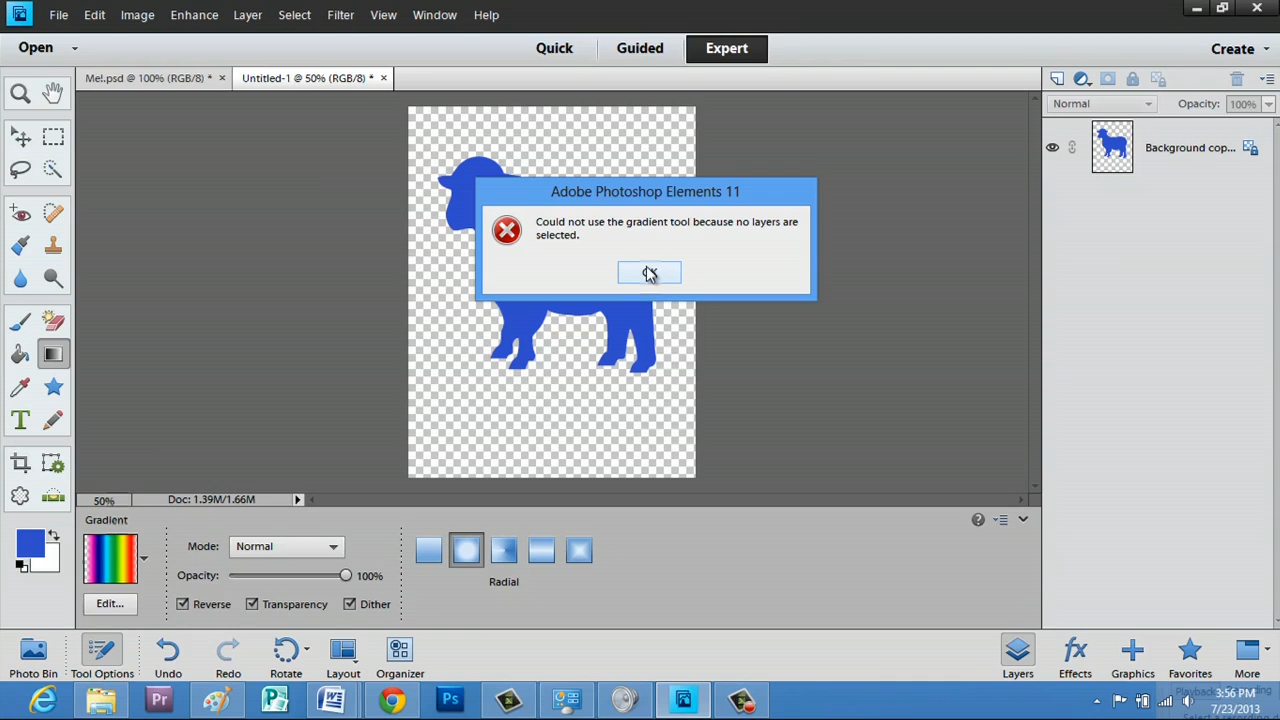 File Edit Image Enhance Layer Select Filter View Window Help
Open Quick Guided Expert Create
Me!.psd @ 100% (RGB/8) * × Untitled-1 @ 50% (RGB/8) * ×
Normal Opacity: 100%
Background cop...
Adobe Photoshop Elements 11
Could not use the gradient tool because no layers are
selected.
50% Doc: 1.39M/1.66M
Gradient
Mode: Normal
Opacity: 100%
Radial
Edit... Reverse Transparency Dither
Photo Bin Tool Options Undo Redo Rotate Layout Organizer Layers Effects Graphics Favorites More
3:56 PM
7/23/2013